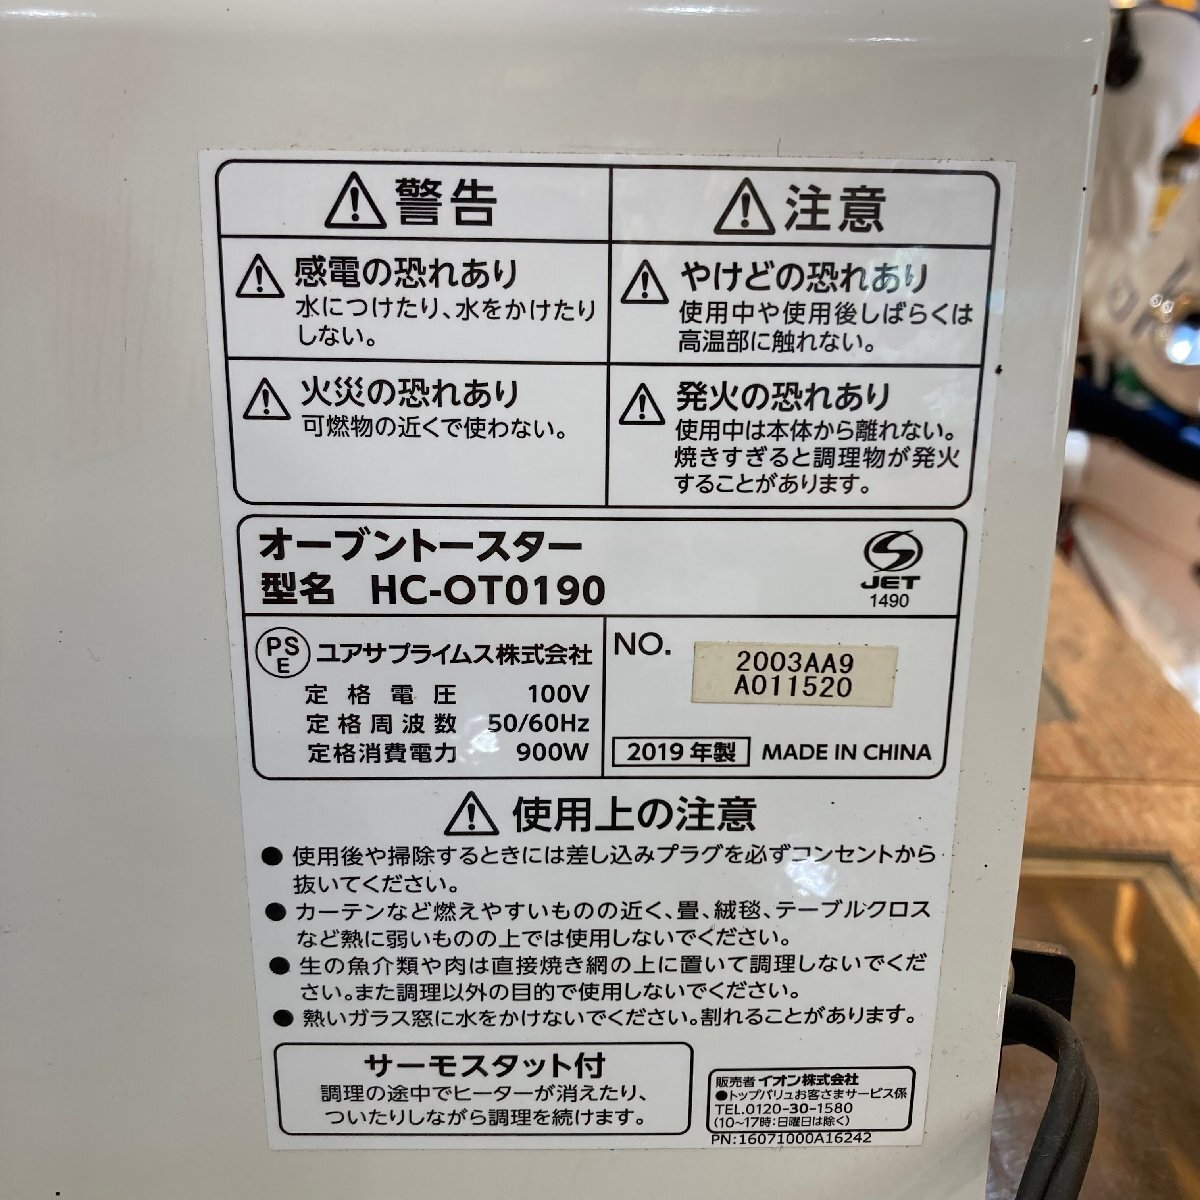 警告
感電の恐れあり
水につけたり、水をかけたり
しない。
火災の恐れあり
可燃物の近くで使わない。
注意
やけどの恐れあり
使用中や使用後しばらくは
高温部に触れない。
発火の恐れあり
使用中は本体から離れない。
焼きすぎると調理物が発火
することがあります。
オーブントースター
型名 HC-OT0190
JET
1490
PS
E
ユアサプライムス株式会社
定格電圧 100V
定格周波数 50/60Hz
定格消費電力 900W
NO.
2003AA9
A011520
2019年製 MADE IN CHINA
使用上の注意
●使用後や掃除するときには差し込みプラグを必ずコンセントから
抜いてください。
●カーテンなど燃えやすいものの近く、畳、絨毯、テーブルクロス
など熱に弱いものの上では使用しないでください。
●生の魚介類や肉は直接焼き網の上に置いて調理しないでくだ
さい。また調理以外の目的で使用しないでください。
●熱いガラス窓に水をかけないでください。割れることがあります。
サーモスタット付
調理の途中でヒーターが消えたり、
ついたりしながら調理を続けます。
販売者 イオン株式会社
●トップバリュお客さまサービス係
TEL.0120-30-1580
(10〜17時:日曜日は除く)
PN:16071000A16242